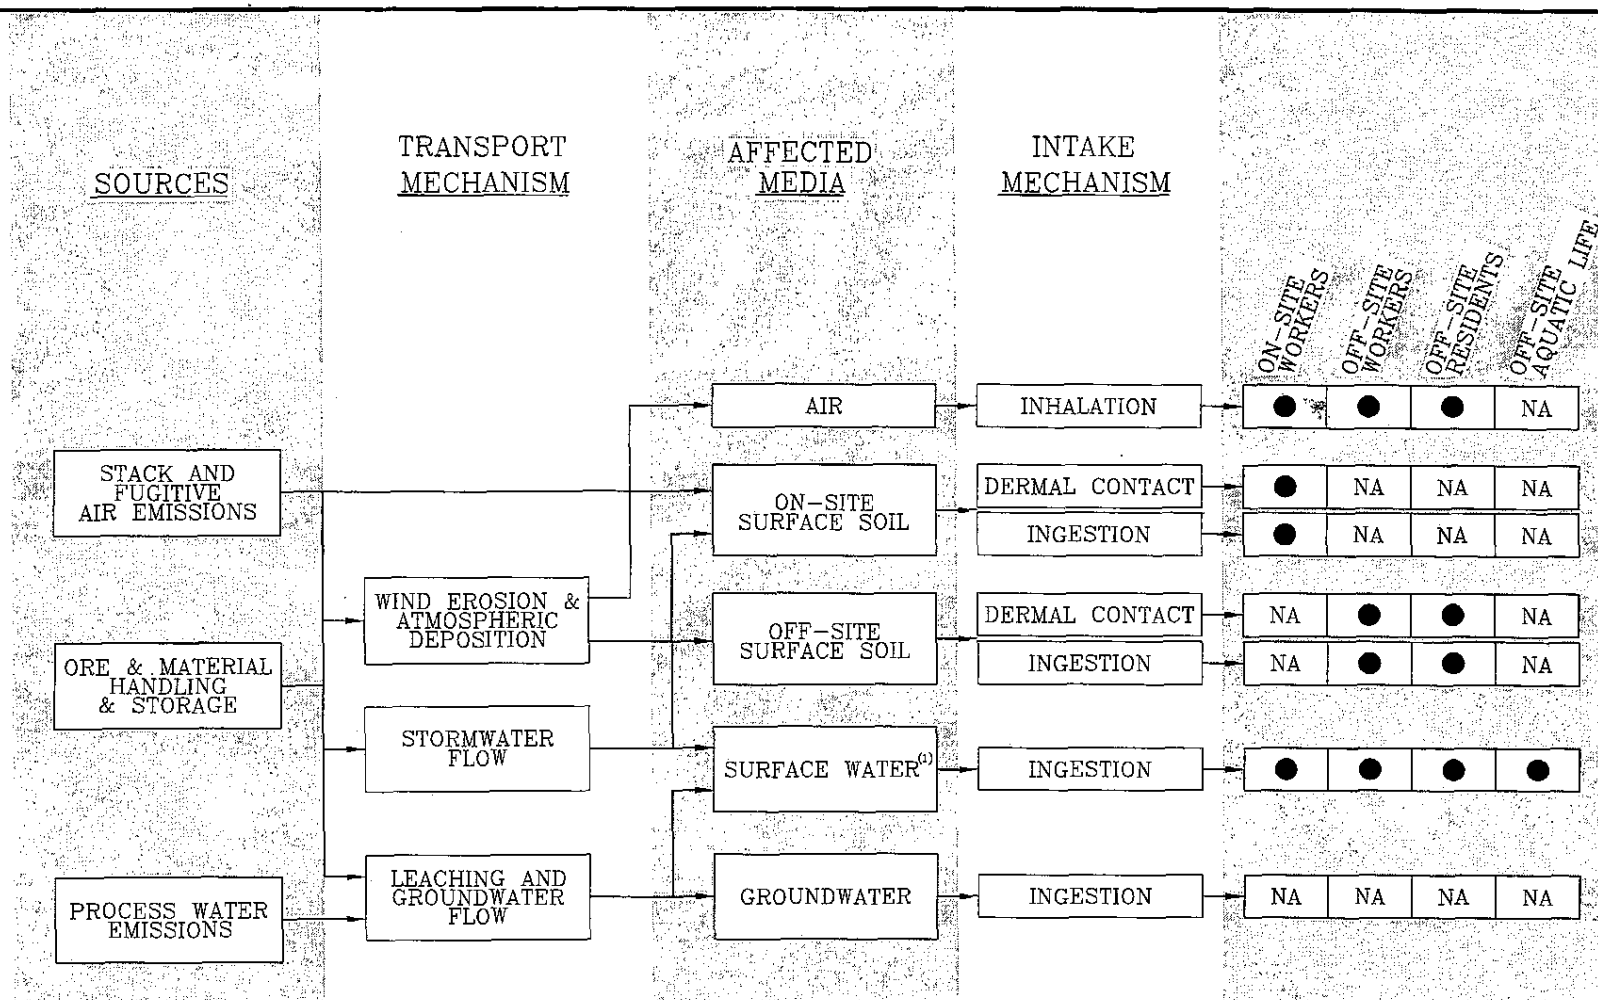 SOURCES
TRANSPORT
MECHANISM
AFFECTED
MEDIA
INTAKE
MECHANISM
ON-SITE
WORKERS
OFF-SITE
WORKERS
OFF-SITE
RESIDENTS
OFF-SITE
AQUATIC LIFE
AIR
INHALATION
NA
STACK AND
FUGITIVE
AIR EMISSIONS
ON-SITE
SURFACE SOIL
DERMAL CONTACT
NA NA NA
INGESTION
NA NA NA
WIND EROSION &
ATMOSPHERIC
DEPOSITION
OFF-SITE
SURFACE SOIL
DERMAL CONTACT
NA NA
INGESTION
NA NA
ORE & MATERIAL
HANDLING
& STORAGE
STORMWATER
FLOW
SURFACE WATER(1)
INGESTION
PROCESS WATER
EMISSIONS
LEACHING AND
GROUNDWATER
FLOW
GROUNDWATER
INGESTION
NA NA NA NA